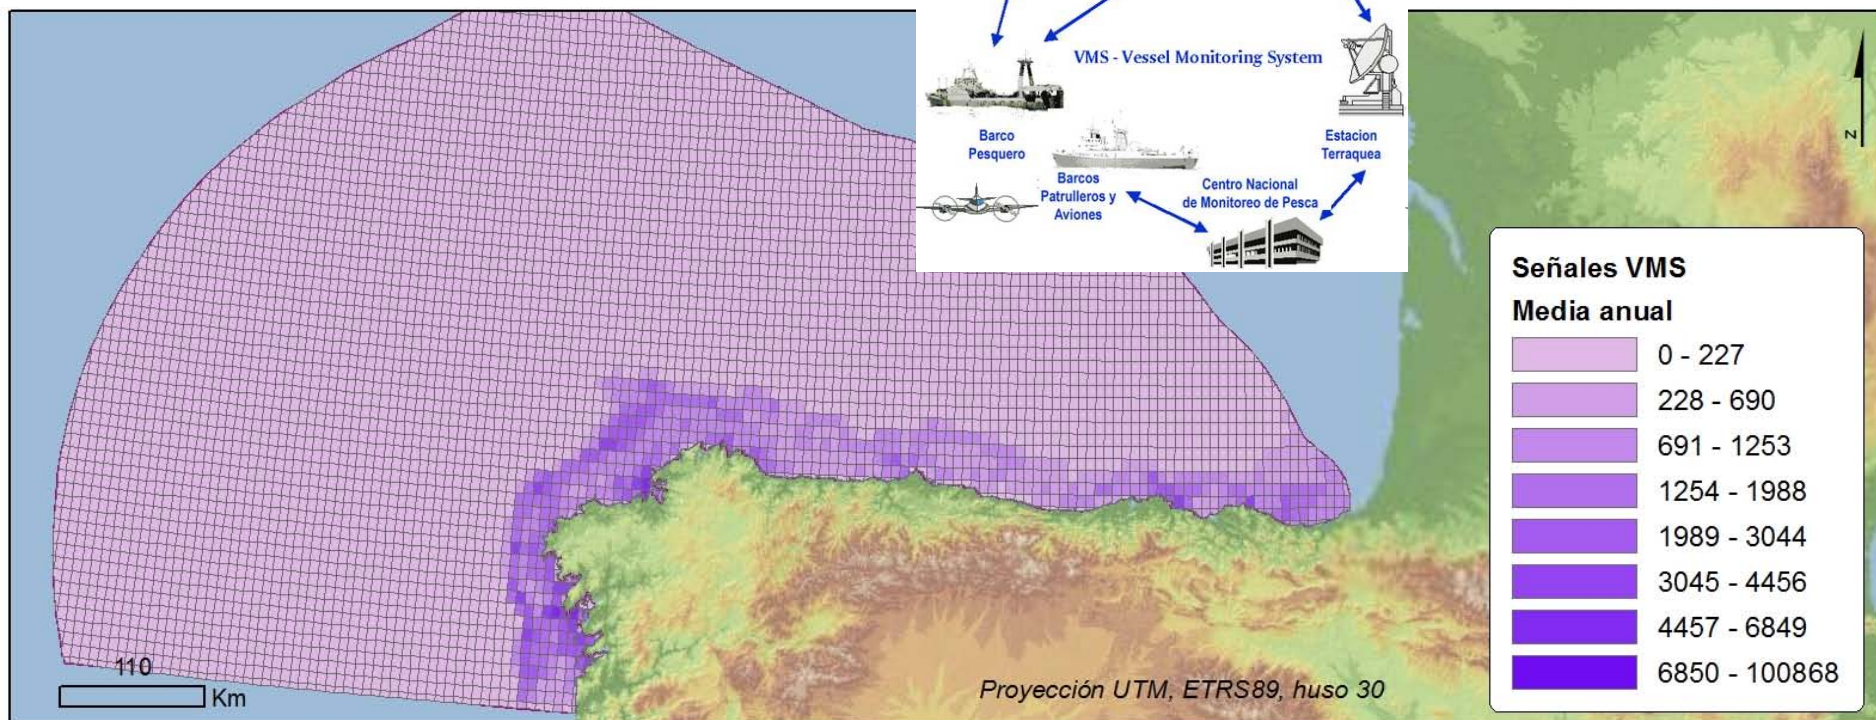 VMS - Vessel Monitoring System
Barco
Pesquero
Estacion
Terraquea
Barcos
Patrulleros y
Aviones
Centro Nacional
de Monitoreo de Pesca
N
Señales VMS
Media anual
0 - 227
228 - 690
691 - 1253
1254 - 1988
1989 - 3044
3045 - 4456
4457 - 6849
6850 - 100868
110
Km
Proyección UTM, ETRS89, huso 30